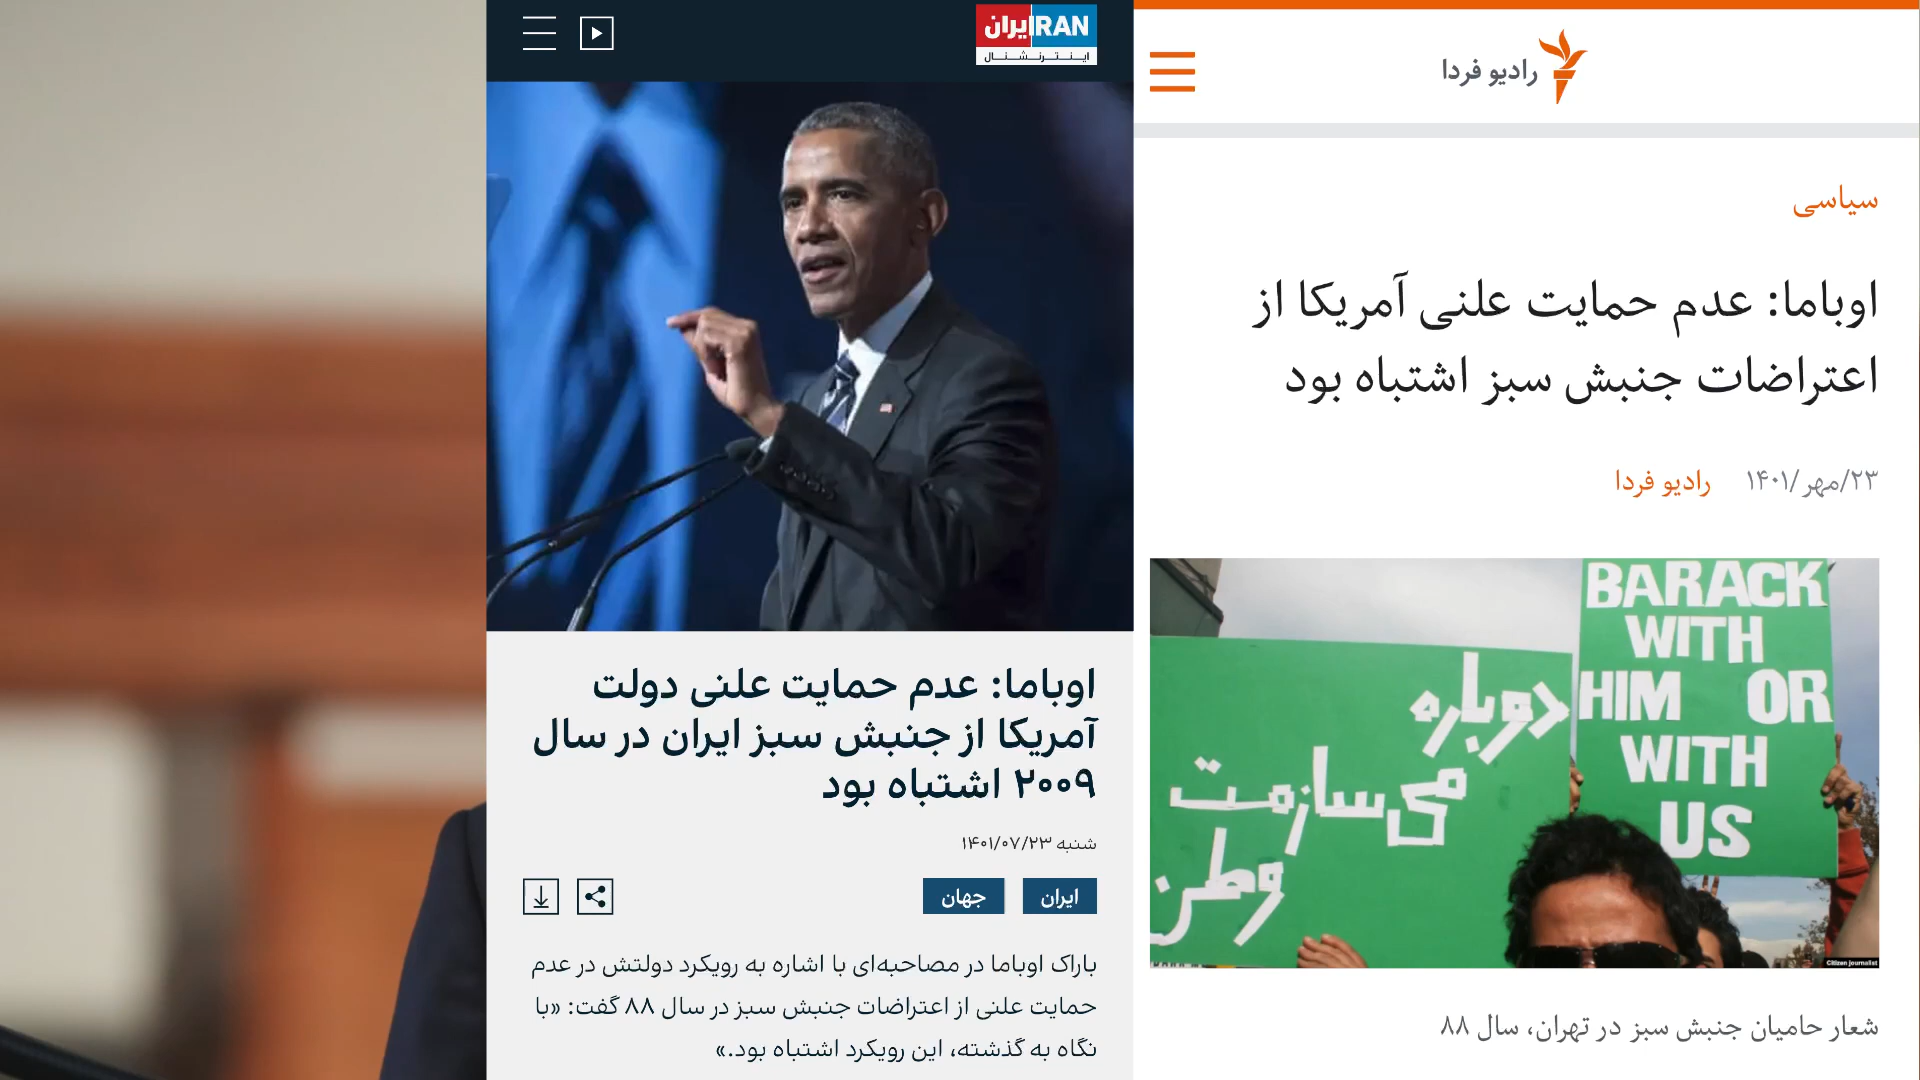 ایران IRAN
اینترنشنال
اوباما: عدم حمایت علنی دولت
آمریکا از جنبش سبز ایران در سال
۲۰۰۹ اشتباه بود
شنبه ۱۴۰۱/۰۷/۲۳
ایران
جهان
باراک اوباما در مصاحبه‌ای با اشاره به رویکرد دولتش در عدم
حمایت علنی از اعتراضات جنبش سبز در سال ۸۸ گفت: «با
نگاه به گذشته، این رویکرد اشتباه بود.»
رادیو فردا
سیاسی
اوباما: عدم حمایت علنی آمریکا از
اعتراضات جنبش سبز اشتباه بود
۲۳/مهر/۱۴۰۱ رادیو فردا
BARACK
WITH
HIM OR
WITH
US
دوباره
می سازمت
وطن
Citizen journalist
شعار حامیان جنبش سبز در تهران، سال ۸۸